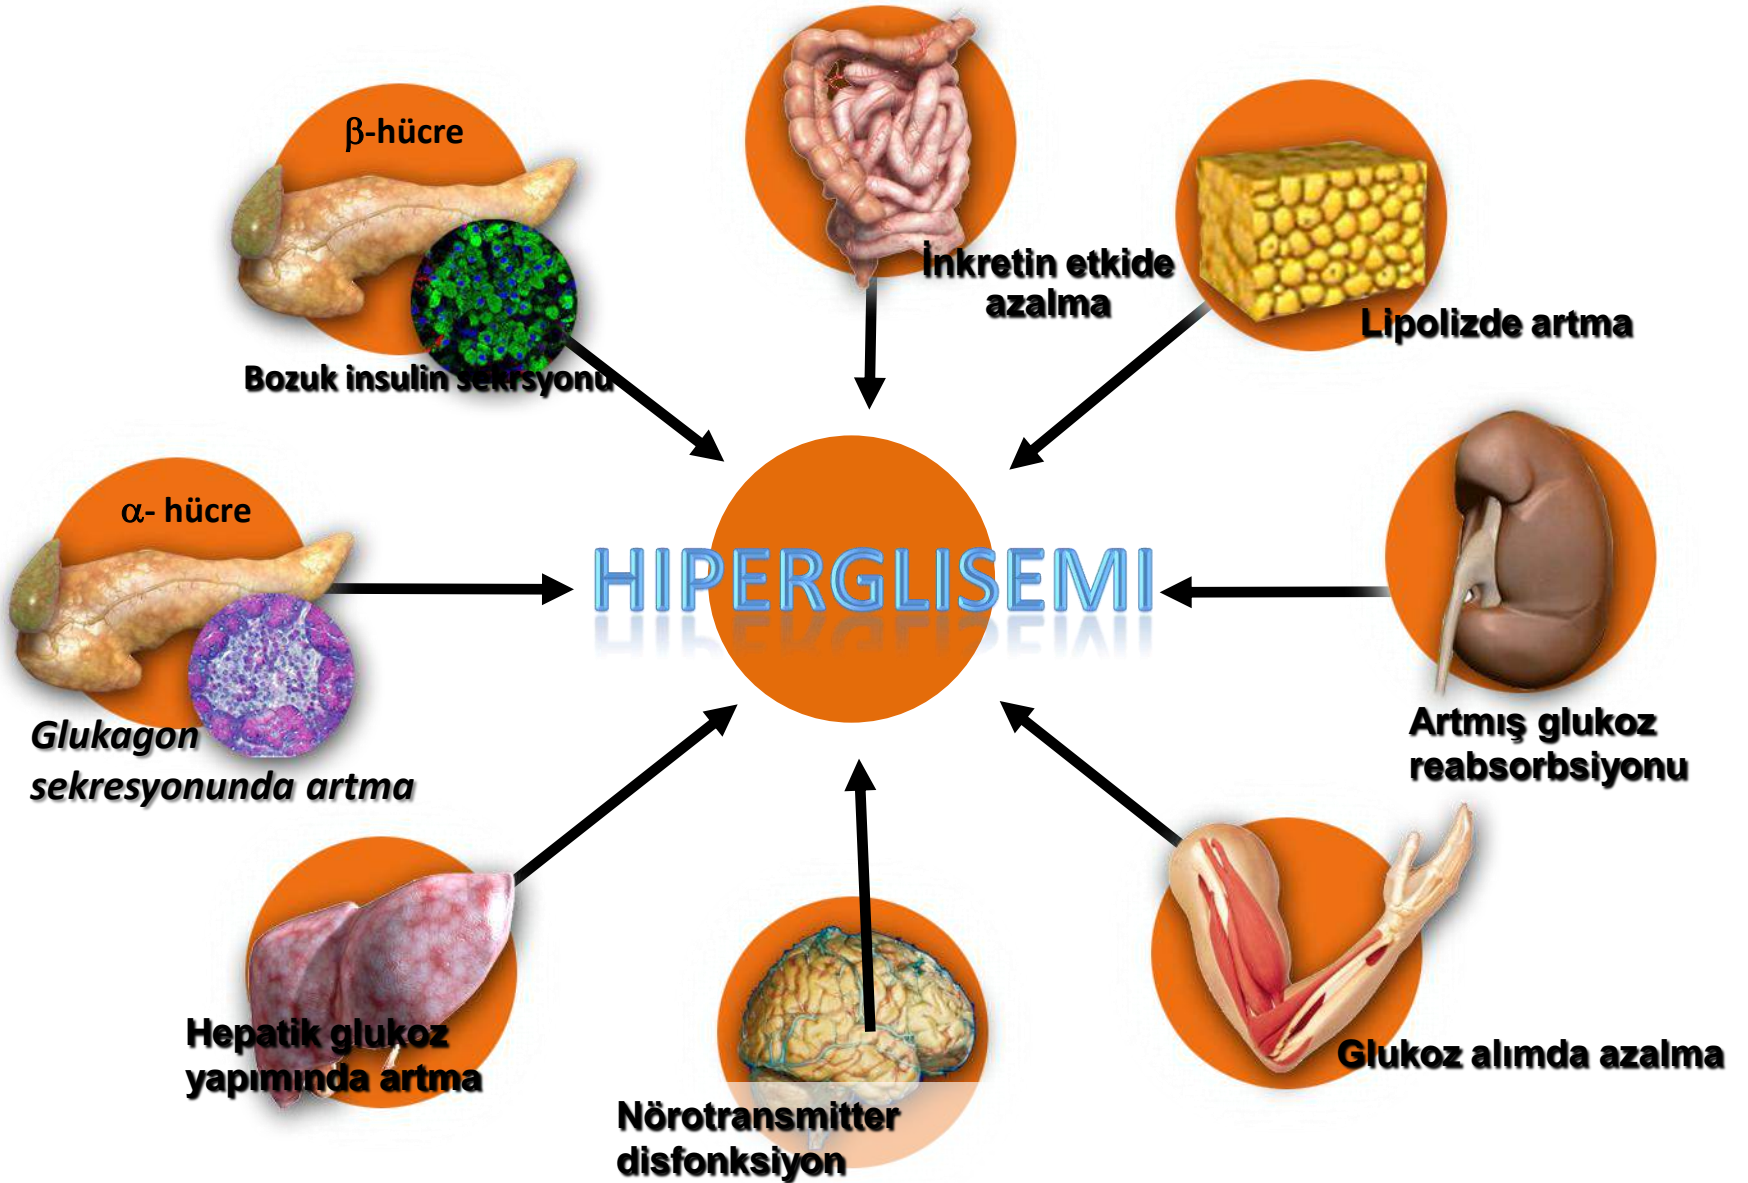 β-hücre
Bozuk insulin sekrsyonu
İnkretin etkide
azalma
Lipolizde artma
α- hücre
Glukagon
sekresyonunda artma
HIPERGLISEMI
Artmış glukoz
reabsorbsiyonu
Hepatik glukoz
yapımında artma
Nörotransmitter
disfonksiyon
Glukoz alımda azalma